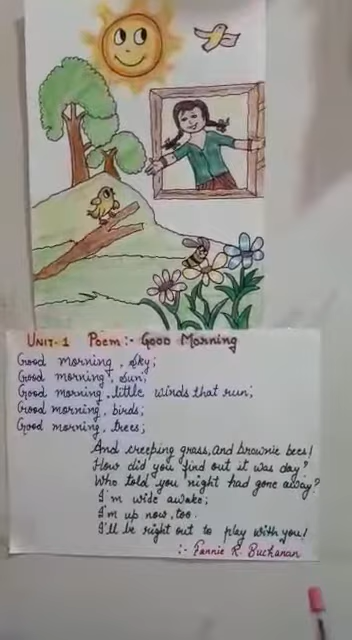 UNIT-1 Poem:- Good Morning
Good morning, Sky;
Good morning, Sun;
Good morning, little winds that run;
Good morning, birds;
Good morning, trees;
And creeping grass, and brownie bees!
How did you find out it was day?
Who told you night had gone away?
I'm wide awake;
I'm up now, too.
I'll be right out to play with you!
:- Fannie R. Buchanan